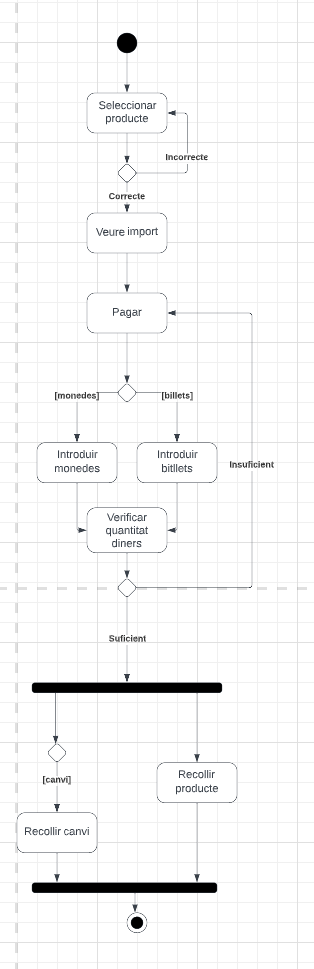 Seleccionar
producte
Incorrecte
Correcte
Veure import
Pagar
[monedes]
[billets]
Introduir
monedes
Introduir
bitllets
Insuficient
Verificar
quantitat
diners
Suficient
[canvi]
Recollir
producte
Recollir canvi